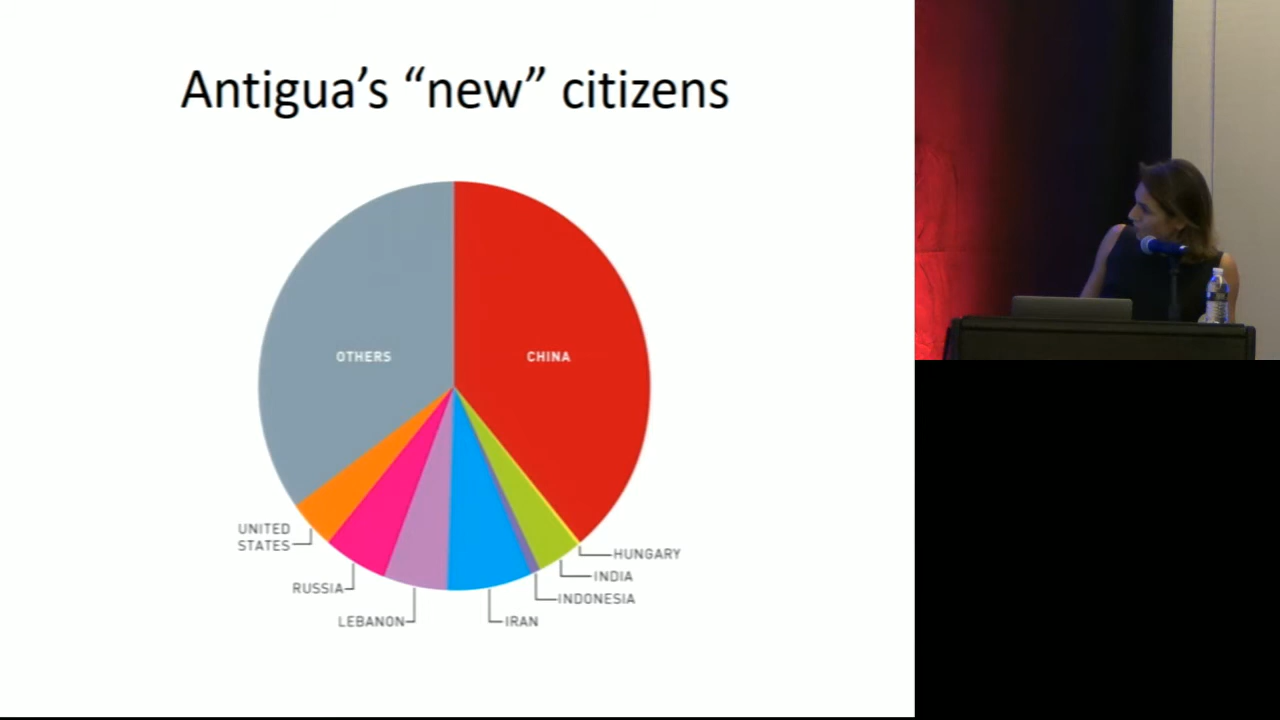 Antigua’s “new” citizens
OTHERS
CHINA
UNITED
STATES
HUNGARY
INDIA
RUSSIA
INDONESIA
LEBANON
IRAN